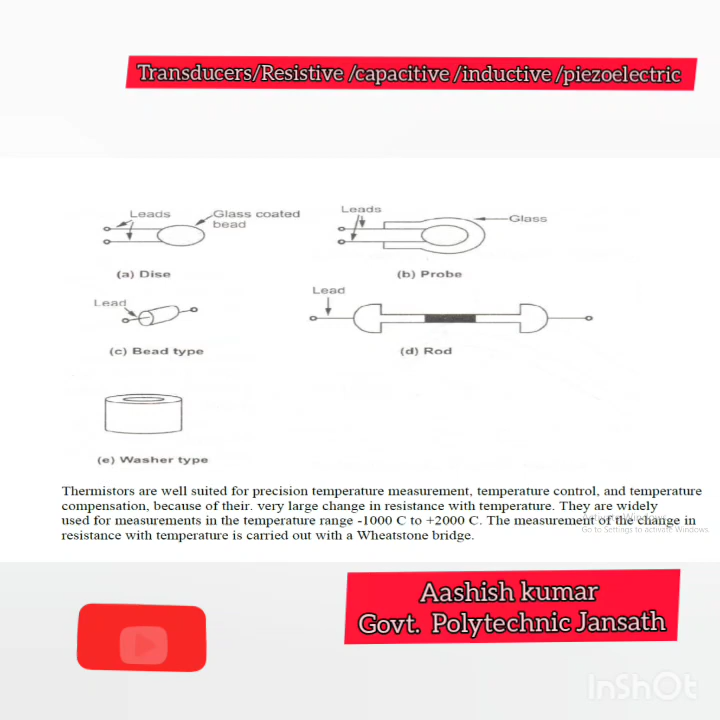 Transducers/Resistive /capacitive /inductive /piezoelectric
Leads
Glass coated
bead
Leads
Glass
(a) Dise
(b) Probe
Lead
Lead
(c) Bead type
(d) Rod
(e) Washer type
Thermistors are well suited for precision temperature measurement, temperature control, and temperature
compensation, because of their. very large change in resistance with temperature. They are widely
used for measurements in the temperature range -1000 C to +2000 C. The measurement of the change in
resistance with temperature is carried out with a Wheatstone bridge.
Go to Settings to activate Windows.
Aashish kumar
Govt. Polytechnic Jansath
InShOt